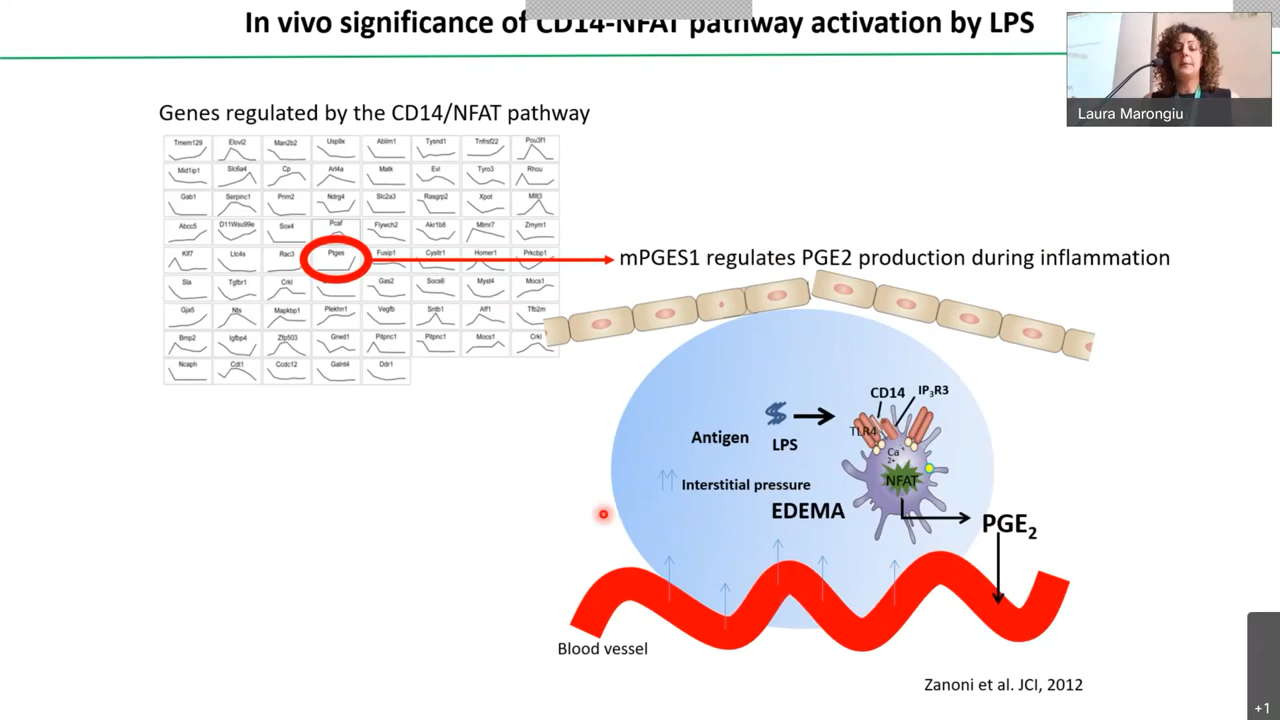 In vivo significance of CD14-NFAT pathway activation by LPS
Laura Marongiu
Genes regulated by the CD14/NFAT pathway
Tmem129 Elovl2 Man2b2 Usp9x Ablim1 Tysnd1 Tnfrsf22 Pou3f1
Mid1ip1 Slc6a4 Cp Arl4a Matk Evl Tyro3 Rhou
Gab1 Serpinc1 Prim2 Ndrg4 Slc2a3 Rasgrp2 Xpot Mll3
Abcc5 D11Wsu99e Sox4 Pcaf Flywch2 Akr1b8 Mtmr7 Zmym1
Klf7 Ltc4s Rac3 Ptges Fusip1 Cysltr1 Homer1 Prkcbp1
mPGES1 regulates PGE2 production during inflammation
Sla Tgfbr1 Crkl Gas2 Socs6 Myst4 Mocs1
Gja5 Nts Mapkbp1 Plekhn1 Vegfb Sntb1 Aff1 Tfb2m
Bmp2 Igfbp4 Zfp503 Grwd1 Pitpnc1 Pitpnc1 Mocs1 Crkl
Ncaph Cdt1 Ccdc12 Galnt4 Ddr1
CD14 IP3R3
TLR4
Antigen LPS
Ca
2+
NFAT
Interstitial pressure
EDEMA
PGE2
Blood vessel
Zanoni et al. JCI, 2012
+1